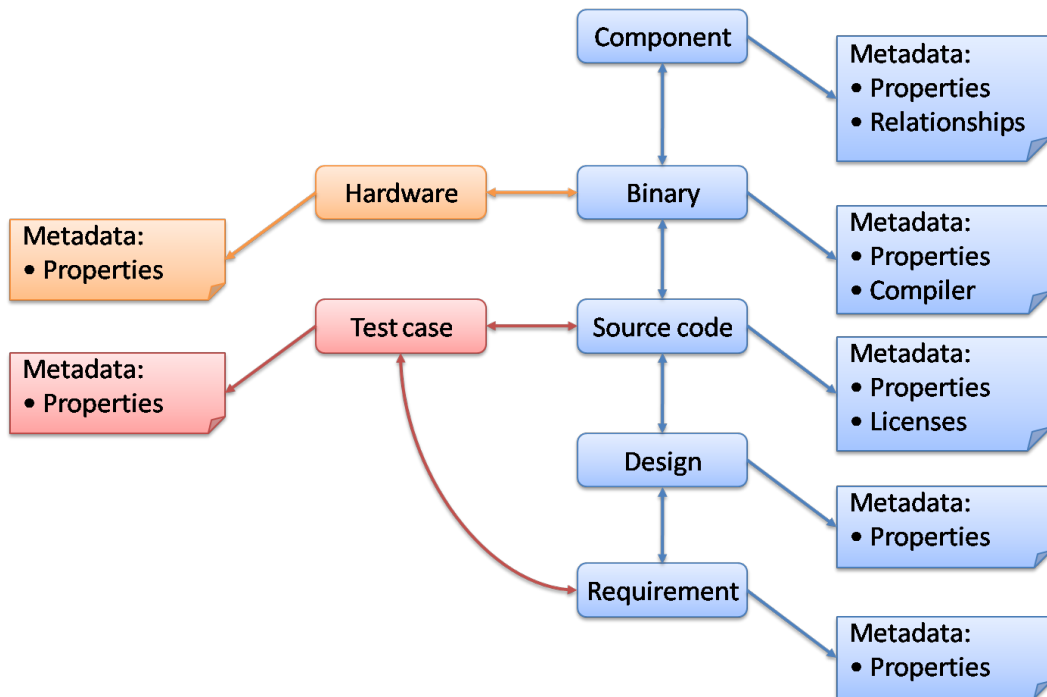 Component
Metadata:
• Properties
• Relationships
Hardware
Binary
Metadata:
• Properties
Metadata:
• Properties
• Compiler
Test case
Source code
Metadata:
• Properties
Metadata:
• Properties
• Licenses
Design
Metadata:
• Properties
Requirement
Metadata:
• Properties